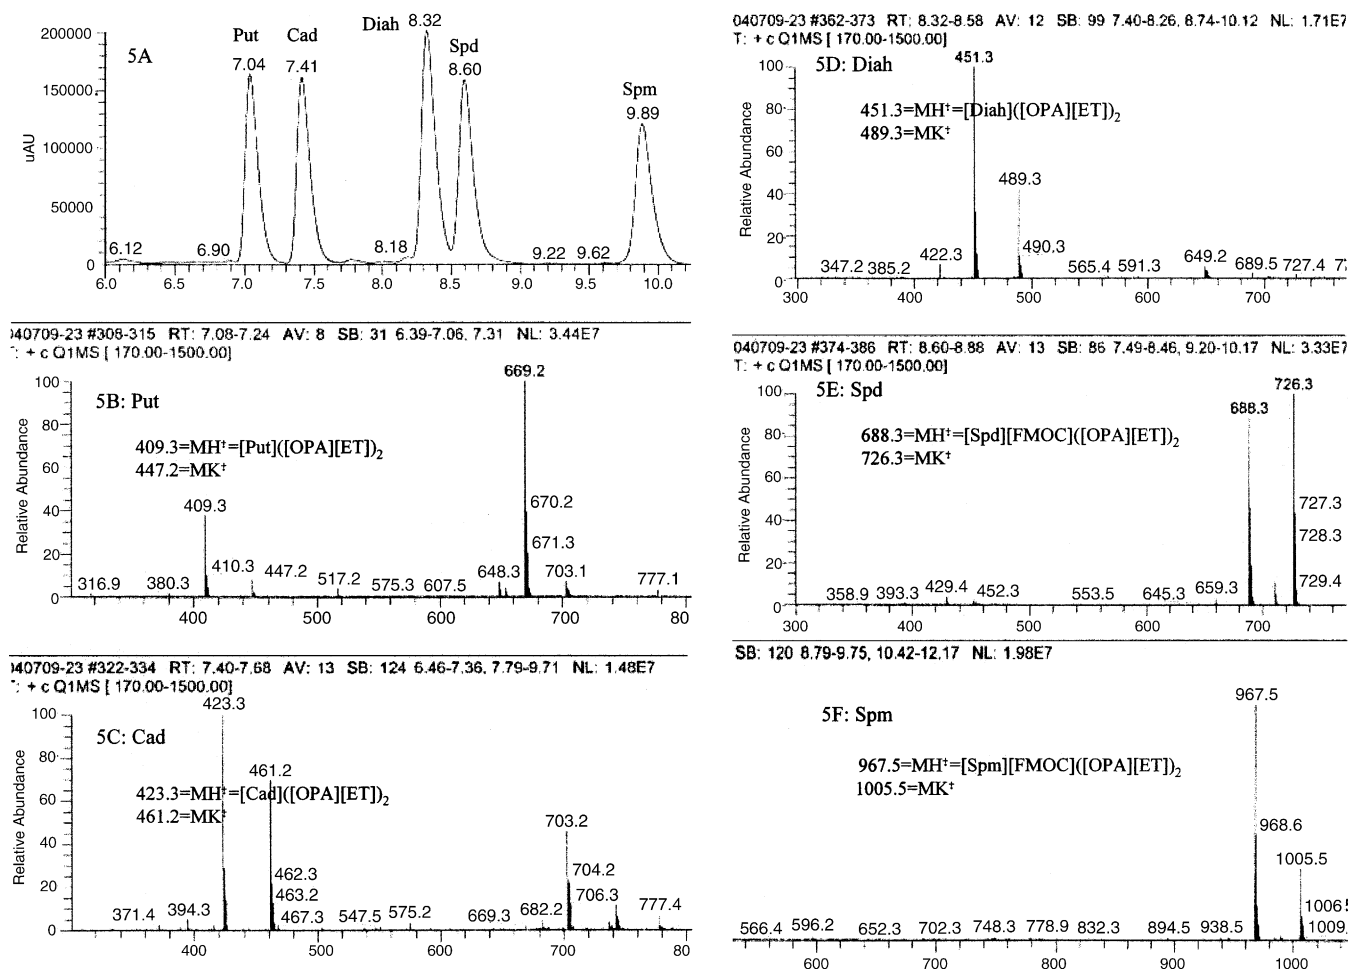 5A
Put
7.04
Cad
7.41
Diah 8.32
Spd
8.60
Spm
9.89
200000
150000
100000
50000
0
uAU
6.12
6.90
8.18
9.22
9.62
6.0 6.5 7.0 7.5 8.0 8.5 9.0 9.5 10.0
040709-23 #308-315 RT: 7.08-7.24 AV: 8 SB: 31 6.39-7.06, 7.31 NL: 3.44E7
T: + c Q1MS [ 170.00-1500.00]
5B: Put
409.3=MH‡=[Put]([OPA][ET])2
447.2=MK‡
Relative Abundance
100
80
60
40
20
0
669.2
670.2
671.3
409.3
410.3
447.2
316.9
380.3
517.2
575.3
607.5
648.3
703.1
777.1
400 500 600 700 80
040709-23 #322-334 RT: 7.40-7.68 AV: 13 SB: 124 6.46-7.36, 7.79-9.71 NL: 1.48E7
T: + c Q1MS [ 170.00-1500.00]
5C: Cad
423.3=MH‡=[Cad]([OPA][ET])2
461.2=MK‡
Relative Abundance
100
80
60
40
20
0
423.3
461.2
462.3
463.2
467.3
371.4
394.3
547.5
575.2
669.3
682.2
703.2
704.2
706.3
777.4
400 500 600 700 80
040709-23 #362-373 RT: 8.32-8.58 AV: 12 SB: 99 7.40-8.26, 8.74-10.12 NL: 1.71E7
T: + c Q1MS [ 170.00-1500.00]
5D: Diah
451.3=MH‡=[Diah]([OPA][ET])2
489.3=MK‡
Relative Abundance
100
80
60
40
20
0
451.3
489.3
490.3
347.2
385.2
422.3
565.4
591.3
649.2
689.5
727.4
77
300 400 500 600 700
040709-23 #374-386 RT: 8.60-8.88 AV: 13 SB: 86 7.49-8.46, 9.20-10.17 NL: 3.33E7
T: + c Q1MS [ 170.00-1500.00]
5E: Spd
688.3=MH‡=[Spd][FMOC]([OPA][ET])2
726.3=MK‡
Relative Abundance
100
80
60
40
20
0
726.3
688.3
727.3
728.3
729.4
358.9
393.3
429.4
452.3
553.5
645.3
659.3
300 400 500 600 700
SB: 120 8.79-9.75, 10.42-12.17 NL: 1.98E7
5F: Spm
967.5=MH‡=[Spm][FMOC]([OPA][ET])2
1005.5=MK‡
967.5
968.6
1005.5
1006
1009.
566.4
596.2
652.3
702.3
748.3
778.9
832.3
894.5
938.5
600 700 800 900 1000